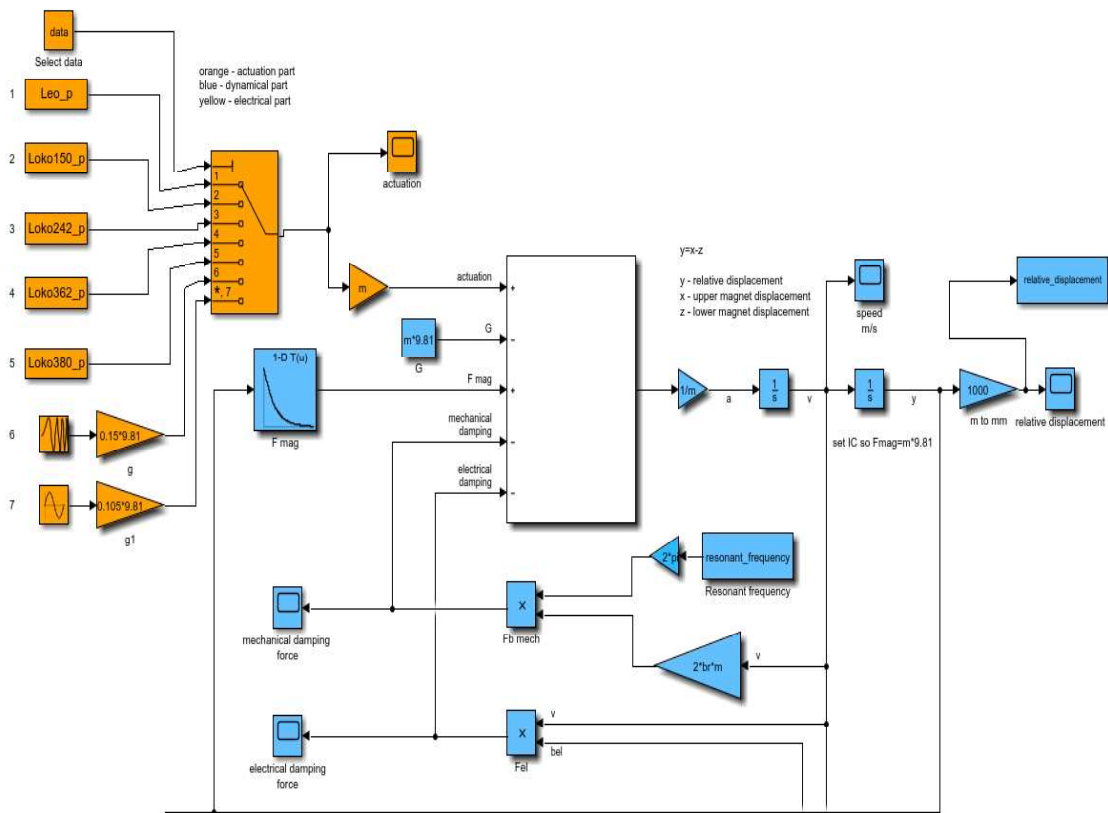 data
Select data
orange - actuation part
blue - dynamical part
yellow - electrical part
1
Leo_p
2
Loko150_p
3
Loko242_p
4
Loko362_p
5
Loko380_p
6
0.15*9.81
g
7
0.105*9.81
g1
1
2
3
4
5
6
*, 7
actuation
m
actuation
+
m*9.81
G
G
−
1-D T(u)
F mag
F mag
+
mechanical
damping
−
electrical
damping
−
y=x-z
y - relative displacement
x - upper magnet displacement
z - lower magnet displacement
1/m
a
1
s
v
speed
m/s
1
s
y
set IC so Fmag=m*9.81
1000
m to mm
relative_displacement
relative displacement
2*pi
resonant_frequency
Resonant frequency
X
Fb mech
2*br*m
v
mechanical damping
force
v
X
bel
Fel
electrical damping
force